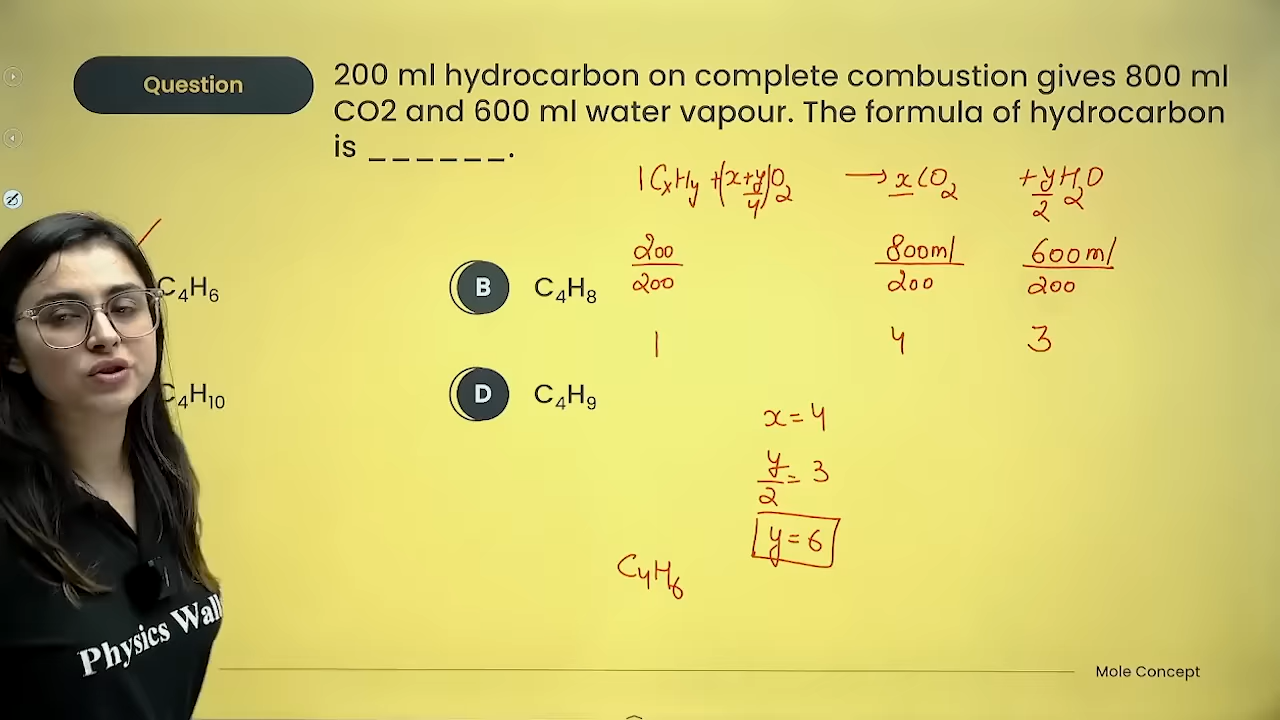 Question
200 ml hydrocarbon on complete combustion gives 800 ml
CO2 and 600 ml water vapour. The formula of hydrocarbon
is ______.
1 CxHy + (x+y/4)O2 → xCO2 + y/2 H2O
200/200 800ml/200 600ml/200
C4H6
B C4H8
1 4 3
C4H10
D C4H9
x = 4
y/2 = 3
y = 6
C4H6
Physics Wall
Mole Concept